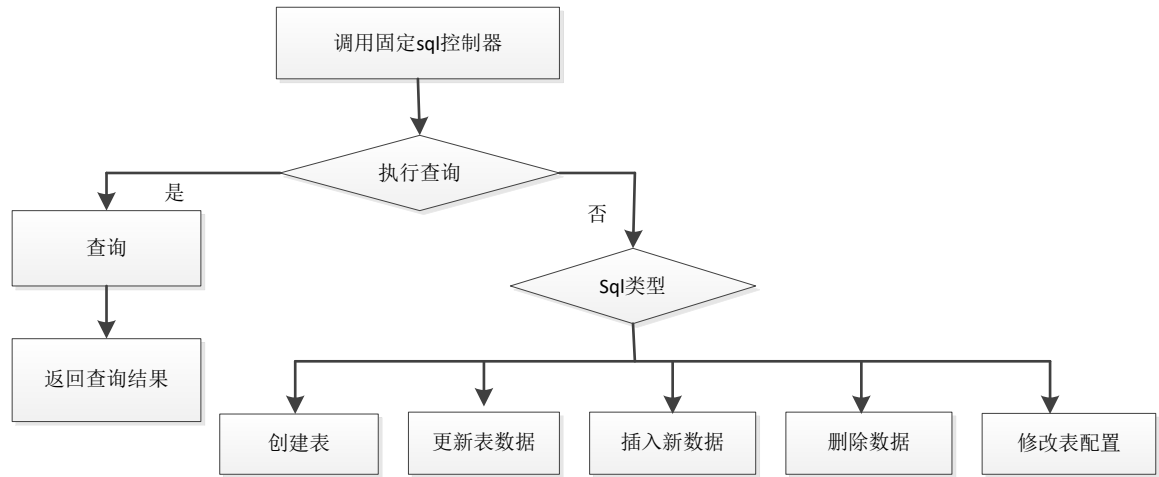 调用固定sql控制器
执行查询
是
否
查询
Sql类型
返回查询结果
创建表
更新表数据
插入新数据
删除数据
修改表配置